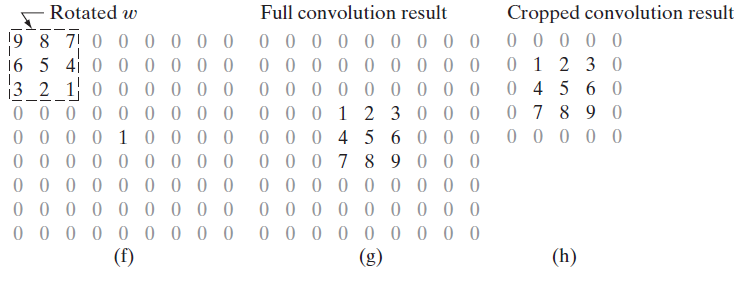 Rotated w Full convolution result Cropped convolution result
9 8 7 0 0 0 0 0 0 0 0 0 0 0 0 0 0 0 0 0 0 0 0
6 5 4 0 0 0 0 0 0 0 0 0 0 0 0 0 0 0 0 1 2 3 0
3 2 1 0 0 0 0 0 0 0 0 0 0 0 0 0 0 0 0 4 5 6 0
0 0 0 0 0 0 0 0 0 0 0 0 1 2 3 0 0 0 0 7 8 9 0
0 0 0 0 1 0 0 0 0 0 0 0 4 5 6 0 0 0 0 0 0 0 0
0 0 0 0 0 0 0 0 0 0 0 0 7 8 9 0 0 0
0 0 0 0 0 0 0 0 0 0 0 0 0 0 0 0 0 0
0 0 0 0 0 0 0 0 0 0 0 0 0 0 0 0 0 0
0 0 0 0 0 0 0 0 0 0 0 0 0 0 0 0 0 0
(f) (g) (h)